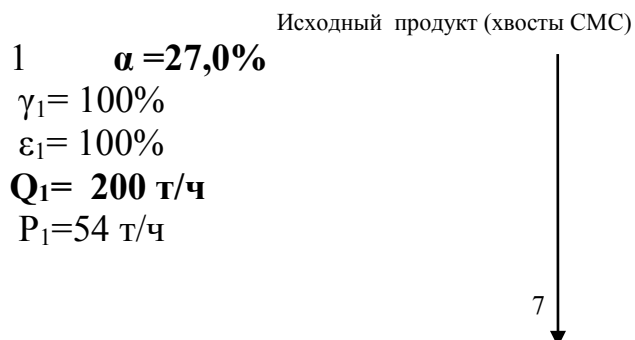 Исходный продукт (хвосты СМС)
1 α =27,0%
γ₁= 100%
ε₁= 100%
Q₁= 200 т/ч
P₁=54 т/ч
7